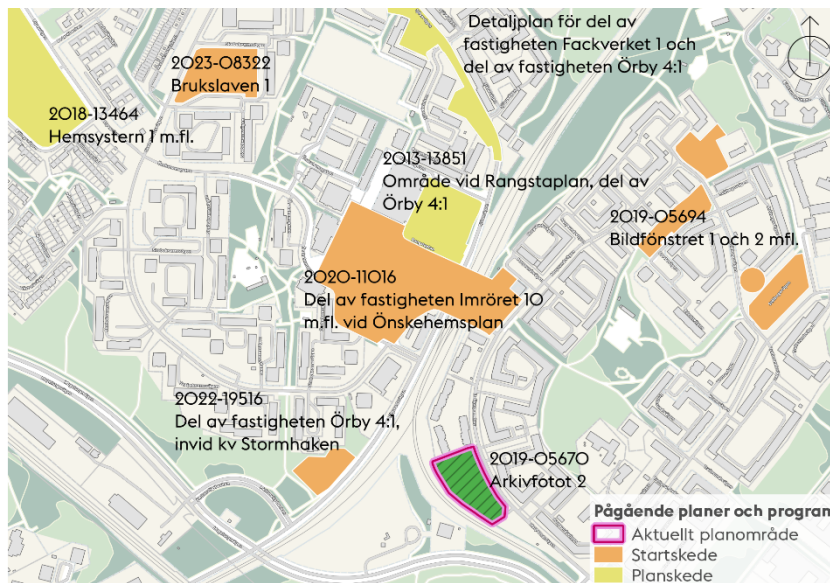 Detaljplan för del av
fastigheten Fackverket 1 och
del av fastigheten Örby 4:1
2023-08322
Brukslaven 1
2018-13464
Hemsystern 1 m.fl.
2013-13851
Område vid Rangstaplan, del av
Örby 4:1
2019-05694
Bildfönstret 1 och 2 mfl.
2020-11016
Del av fastigheten Imröret 10
m.fl. vid Önskehemsplan
2022-19516
Del av fastigheten Örby 4:1,
invid kv Stormhaken
2019-05670
Arkivfotot 2
Pågående planer och program
Aktuellt planområde
Startskede
Planskede